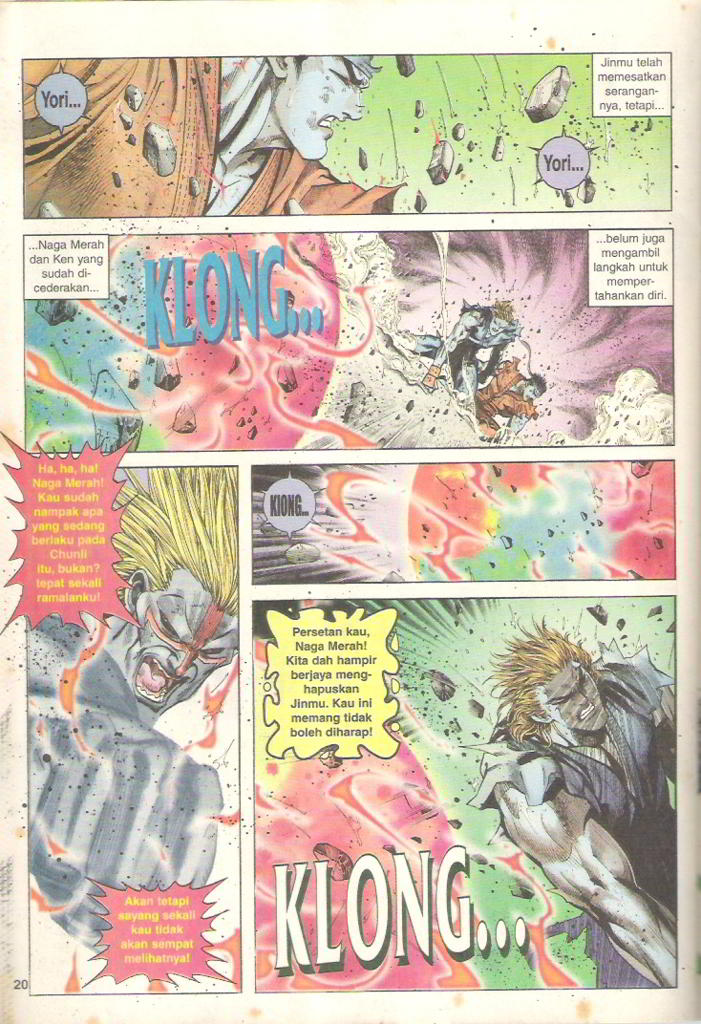 Yori...
Jinmu telah
memesatkan
serangan-
nya, tetapi...
Yori...
...Naga Merah
dan Ken yang
sudah di-
cederakan...
KLONG...
...belum juga
mengambil
langkah untuk
memper-
tahankan diri.
Ha, ha, ha!
Naga Merah!
Kau sudah
nampak apa
yang sedang
berlaku pada
Chunli
itu, bukan?
tepat sekali
ramalanku!
KIONG...
Persetan kau,
Naga Merah!
Kita dah hampir
berjaya meng-
hapuskan
Jinmu. Kau ini
memang tidak
boleh diharap!
Akan tetapi
sayang sekali
kau tidak
akan sempat
melihatnya!
KLONG...
20